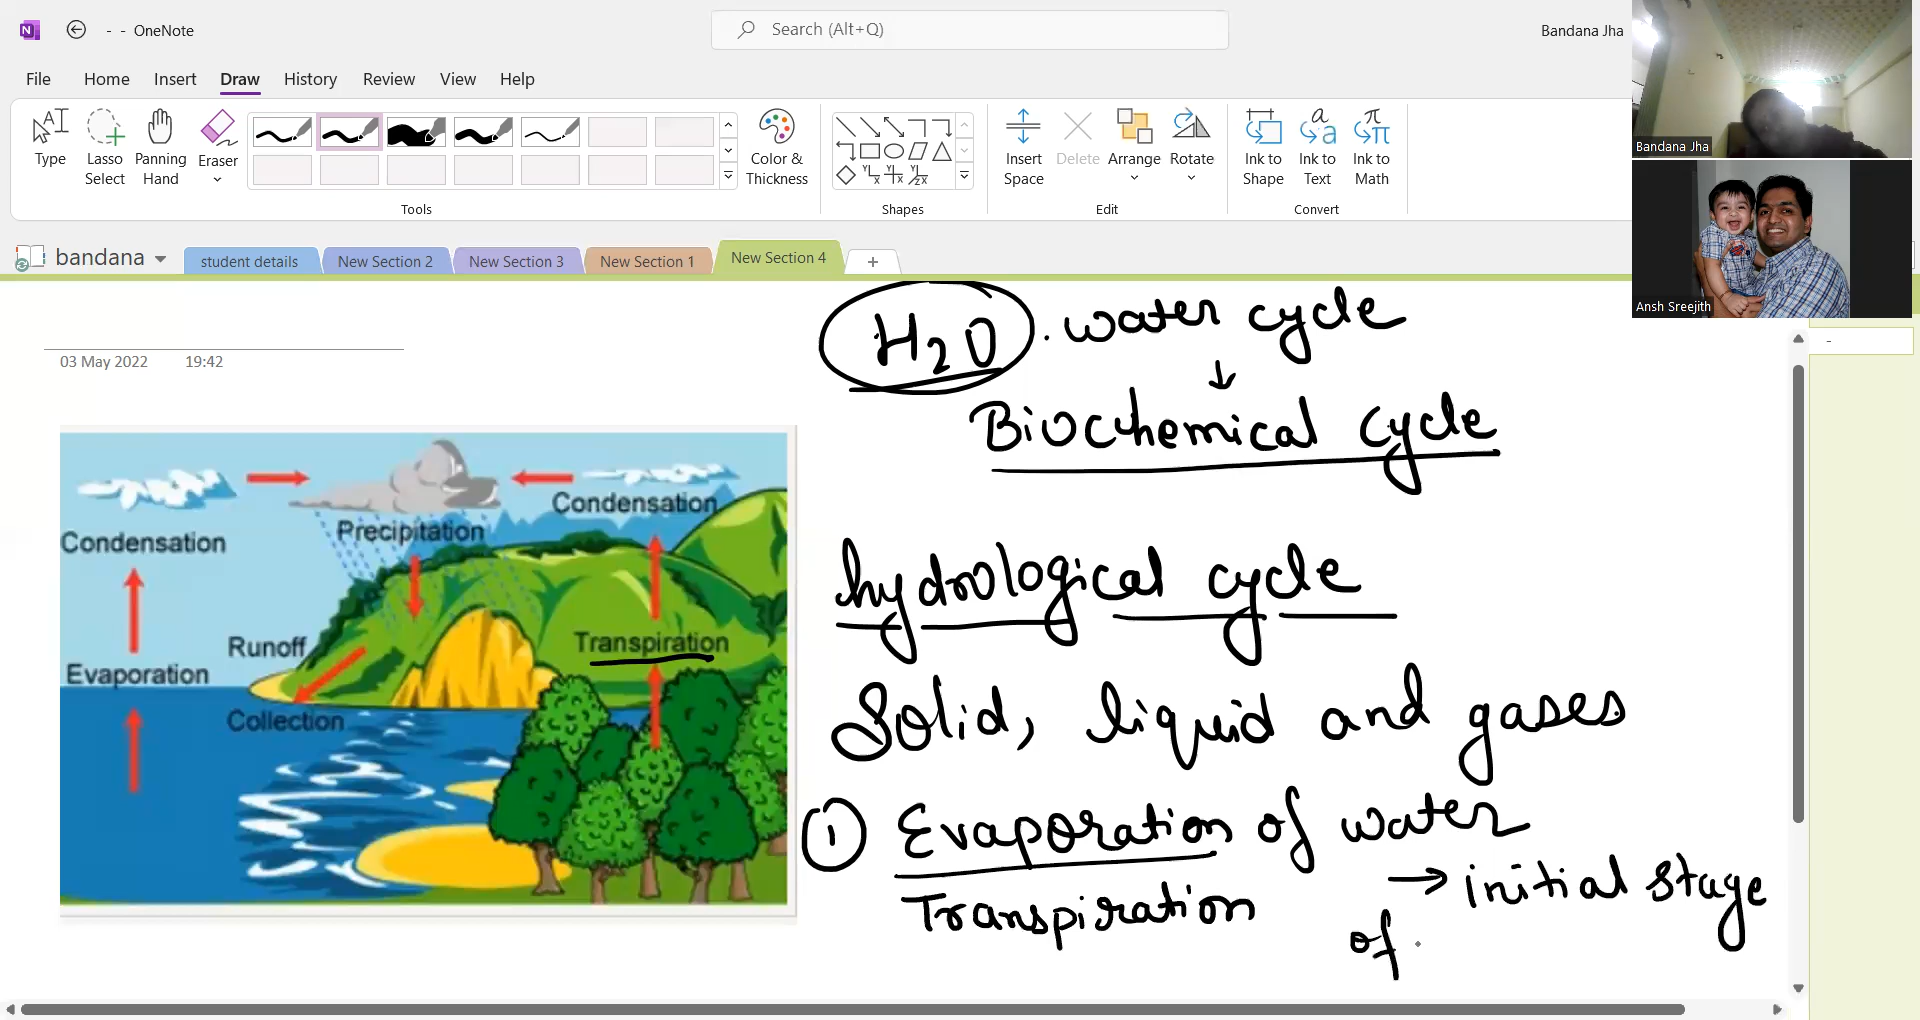 - - OneNote
Search (Alt+Q)
Bandana Jha
File Home Insert Draw History Review View Help
Type
Lasso Select
Panning Hand
Eraser
Color & Thickness
Insert Space
Delete
Arrange
Rotate
Ink to Shape
Ink to Text
Ink to Math
Tools
Shapes
Edit
Convert
Bandana Jha
Ansh Sreejith
bandana
student details
New Section 2
New Section 3
New Section 1
New Section 4
03 May 2022 19:42
Condensation
Precipitation
Condensation
Runoff
Transpiration
Evaporation
Collection
H2O . water cycle
↓
Biochemical cycle
hydrological cycle
Solid, liquid and gases
① Evaporation of water
→ initial stage
Transpiration
of